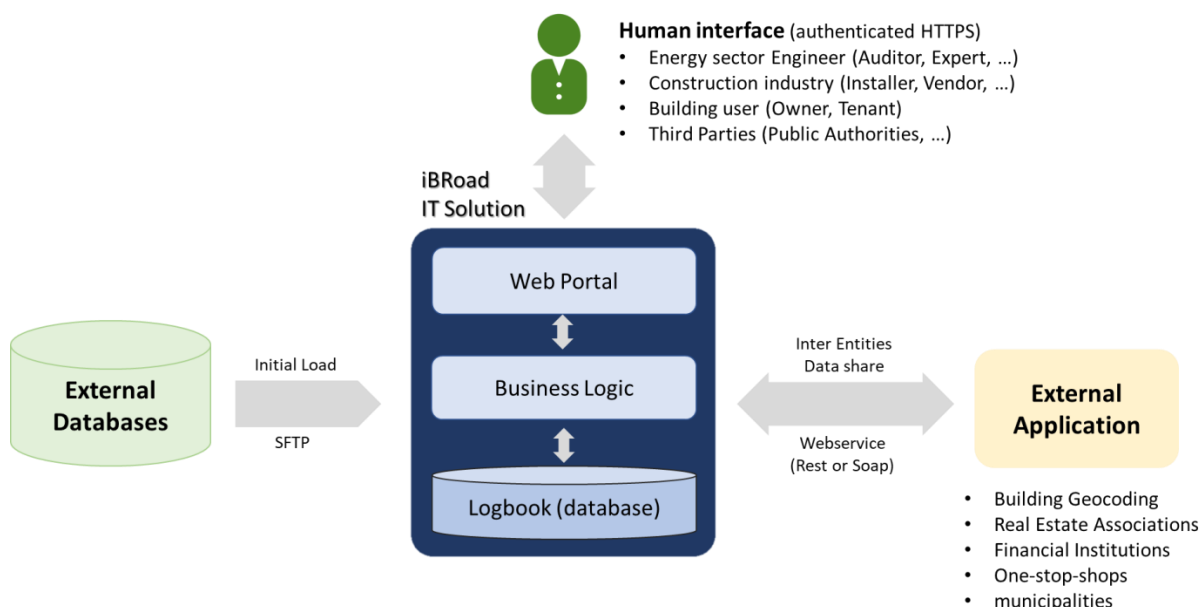 Human interface (authenticated HTTPS)
• Energy sector Engineer (Auditor, Expert, …)
• Construction industry (Installer, Vendor, …)
• Building user (Owner, Tenant)
• Third Parties (Public Authorities, …)
iBRoad
IT Solution
Web Portal
Business Logic
Logbook (database)
External
Databases
Initial Load
SFTP
Inter Entities
Data share
Webservice
(Rest or Soap)
External
Application
• Building Geocoding
• Real Estate Associations
• Financial Institutions
• One-stop-shops
• municipalities